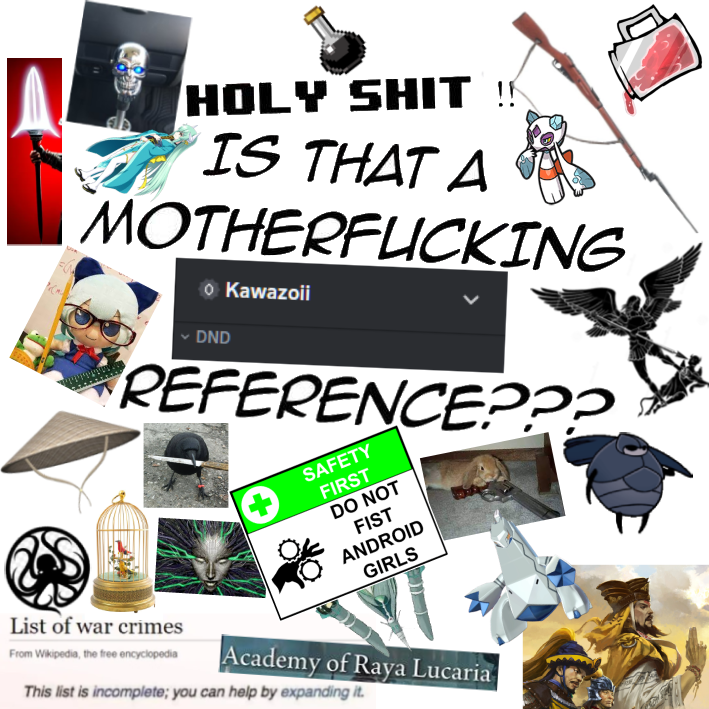 HOLY SHIT !!
IS THAT A
MOTHERFUCKING
Kawazoii
DND
REFERENCE???
SAFETY
FIRST
DO NOT
FIST
ANDROID
GIRLS
List of war crimes
From Wikipedia, the free encyclopedia
Academy of Raya Lucaria
This list is incomplete; you can help by expanding it.